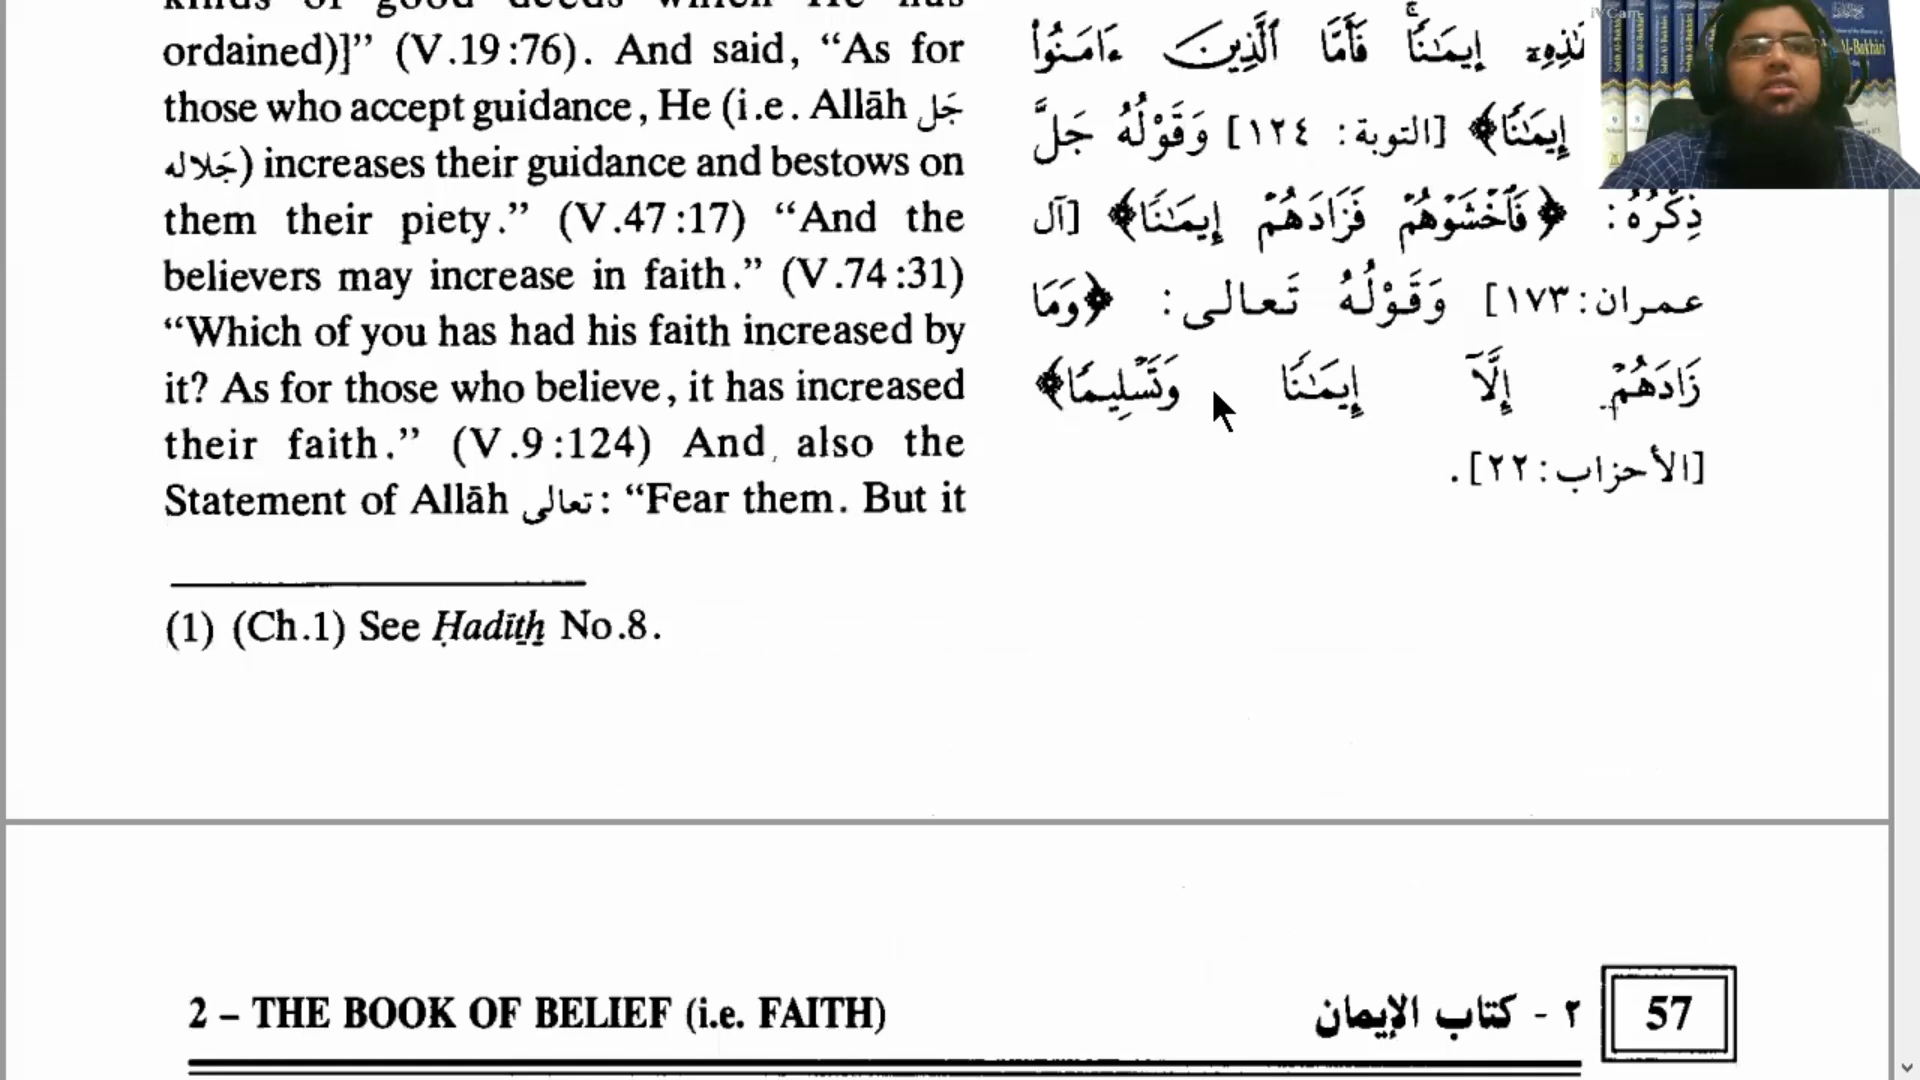 ordained)]” (V.19:76). And said, “As for
those who accept guidance, He (i.e. Allāh جَل
جَلاله) increases their guidance and bestows on
them their piety.” (V.47:17) “And the
believers may increase in faith.” (V.74:31)
“Which of you has had his faith increased by
it? As for those who believe, it has increased
their faith.” (V.9:124) And also the
Statement of Allāh تعالى: “Fear them. But it
إِيمَـٰنًاۚ فَأَمَّا ٱلَّذِينَ ءَامَنُوا۟
إِيمَـٰنًا﴾ [التوبة: ١٢٤] وَقَوْلُهُ جَلَّ
ذِكْرُهُ: ﴿فَٱخْشَوْهُمْ فَزَادَهُمْ إِيمَـٰنًا﴾ [آل
عمران: ١٧٣] وَقَوْلُهُ تَعالى: ﴿وَمَا
زَادَهُمْ إِلَّآ إِيمَـٰنًا وَتَسْلِيمًا﴾
[الأحزاب: ٢٢].
(1) (Ch.1) See Ḥadīth No.8.
2 – THE BOOK OF BELIEF (i.e. FAITH)
٢ - كتاب الإيمان
57
iVCam
Al-Bukhâri